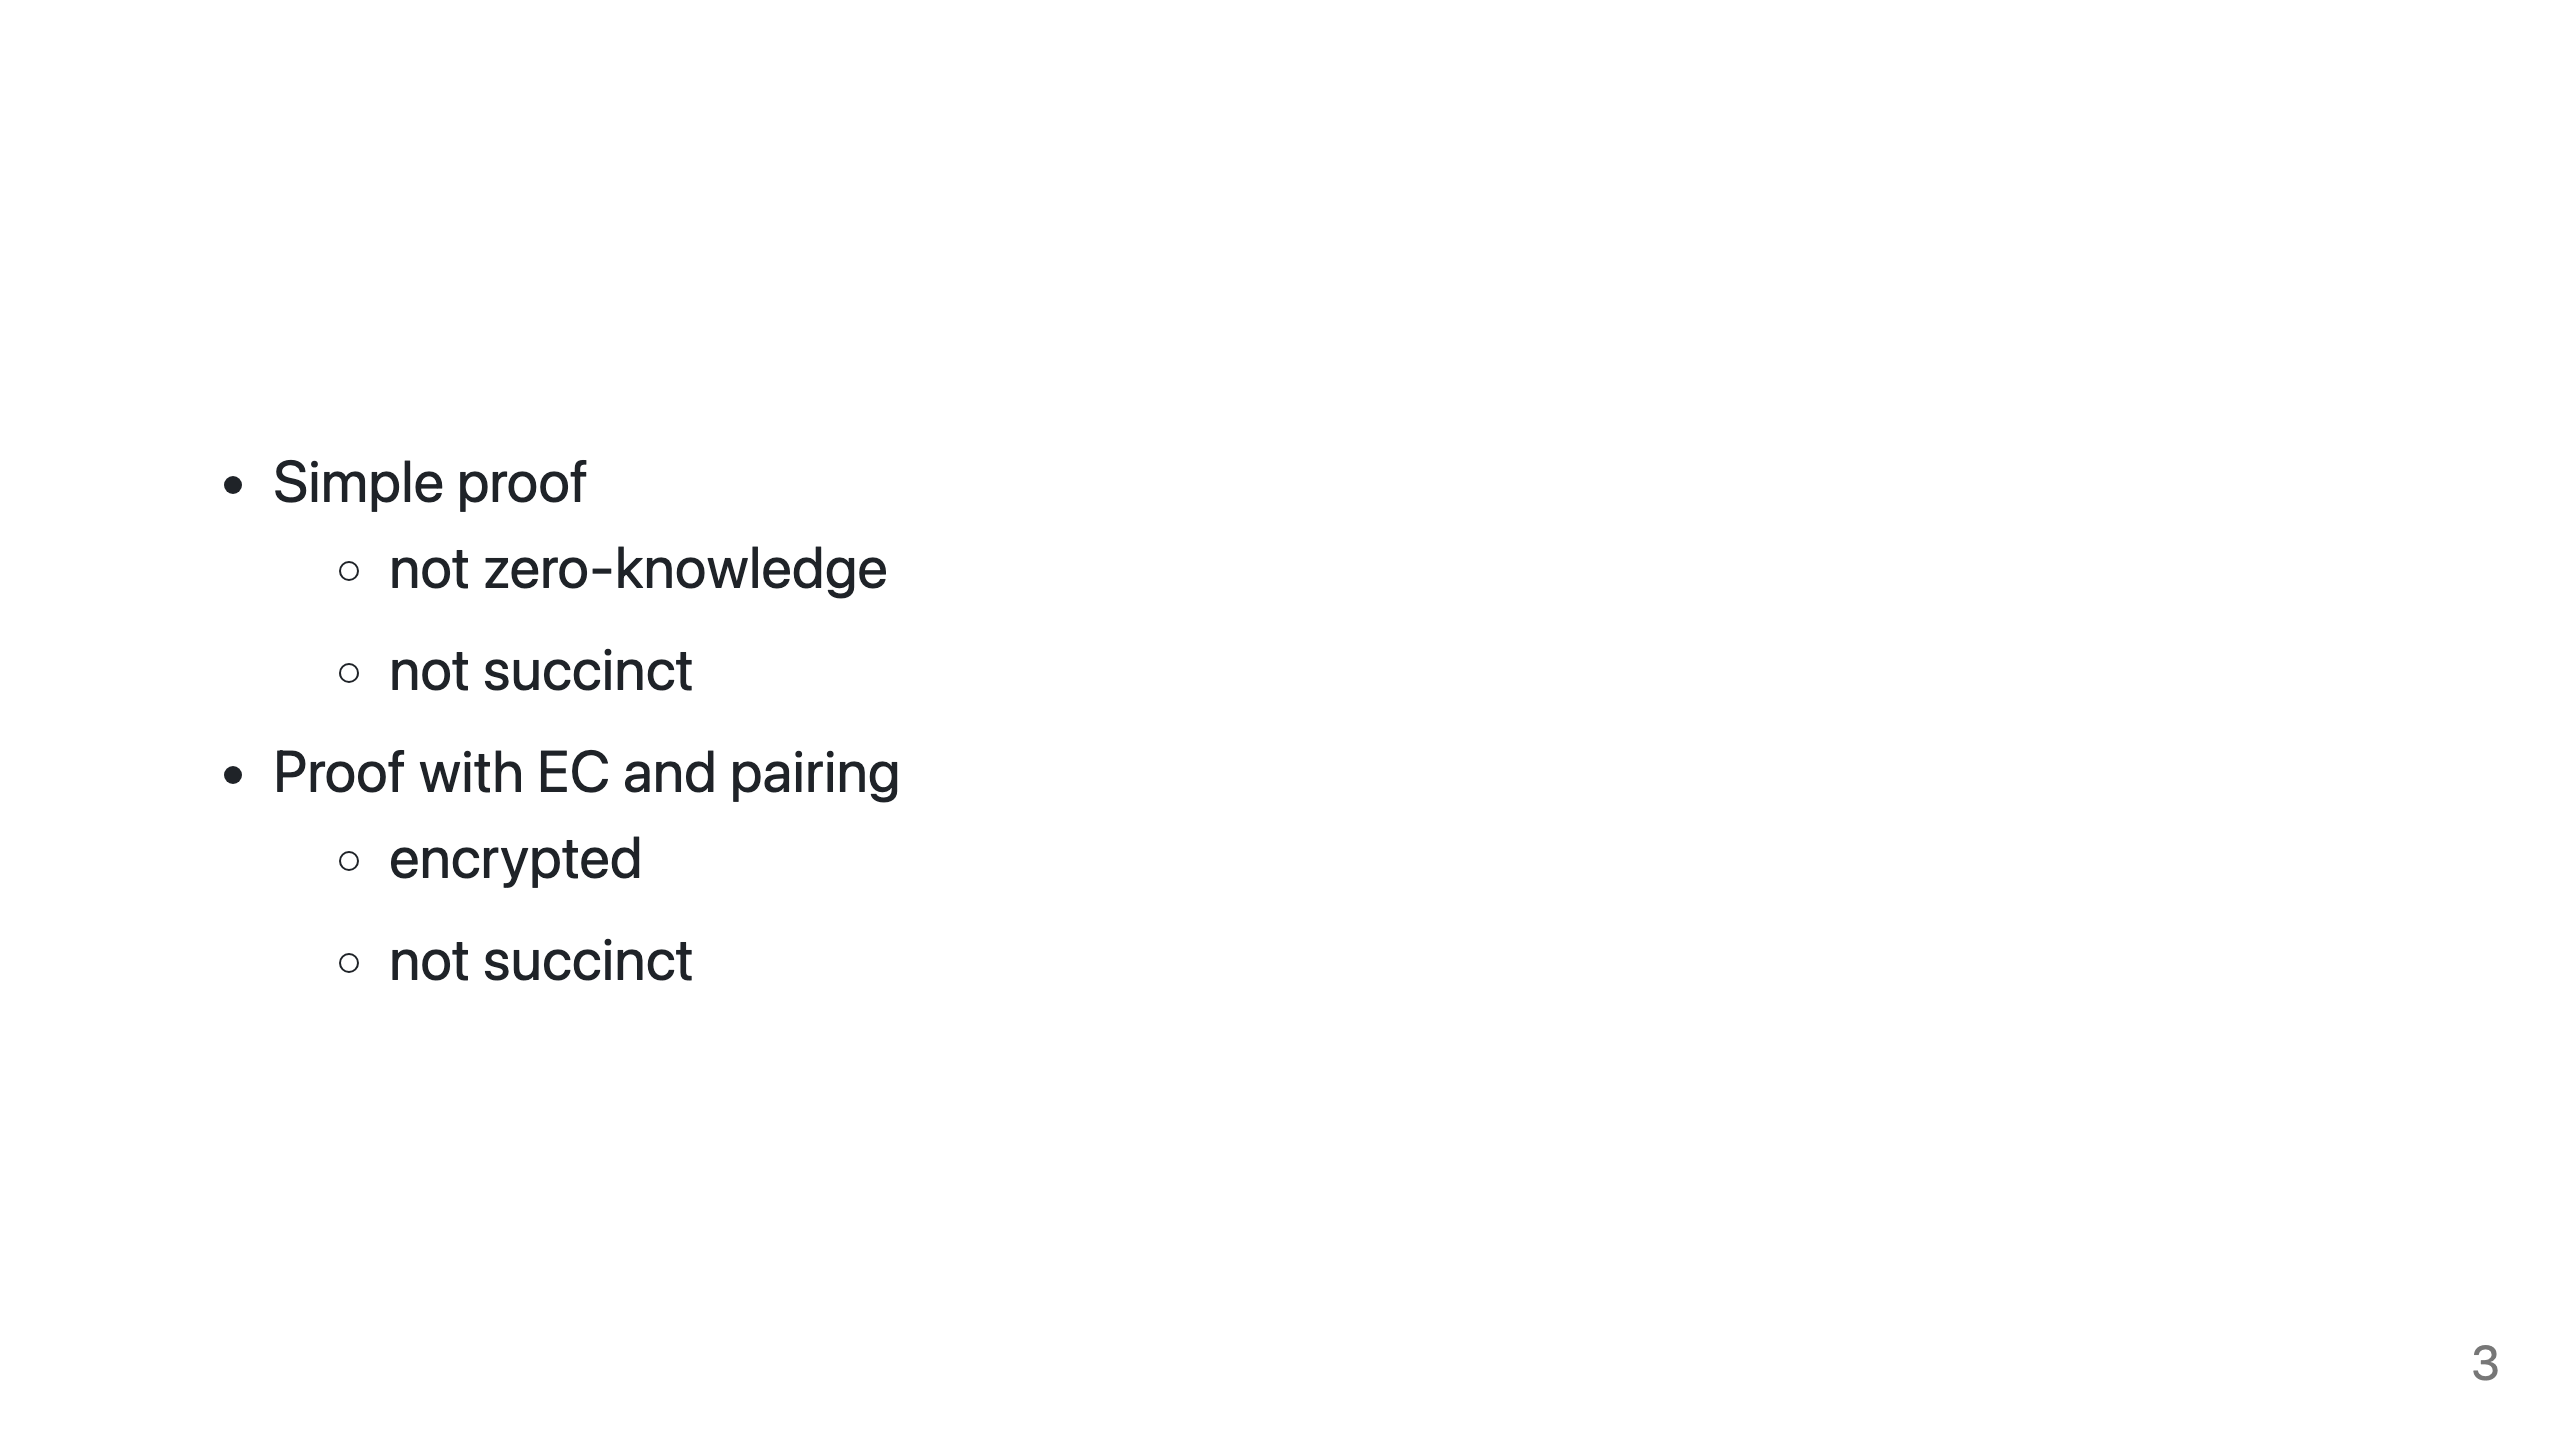 Simple proof
not zero-knowledge
not succinct
Proof with EC and pairing
encrypted
not succinct
3